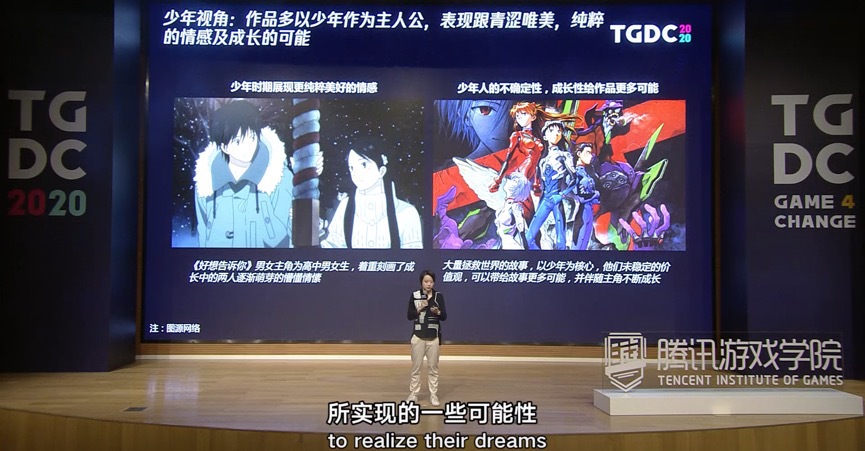 少年视角：作品多以少年作为主人公，表现跟青涩唯美，纯粹
的情感及成长的可能
TGDC 20
20
少年时期展现更纯粹美好的情感
少年人的不确定性，成长性给作品更多可能
TG
DC
2020
TG
DC
GAME 4
CHANGE
《好想告诉你》男女主角为高中男女生，着重刻画了成
长中的两人逐渐萌芽的懵懂情愫
大量拯救世界的故事，以少年为核心，他们未稳定的价
值观，可以带给故事更多可能，并伴随主角不断成长
注：图源网络
腾讯游戏学院
TENCENT INSTITUTE OF GAMES
所实现的一些可能性
to realize their dreams